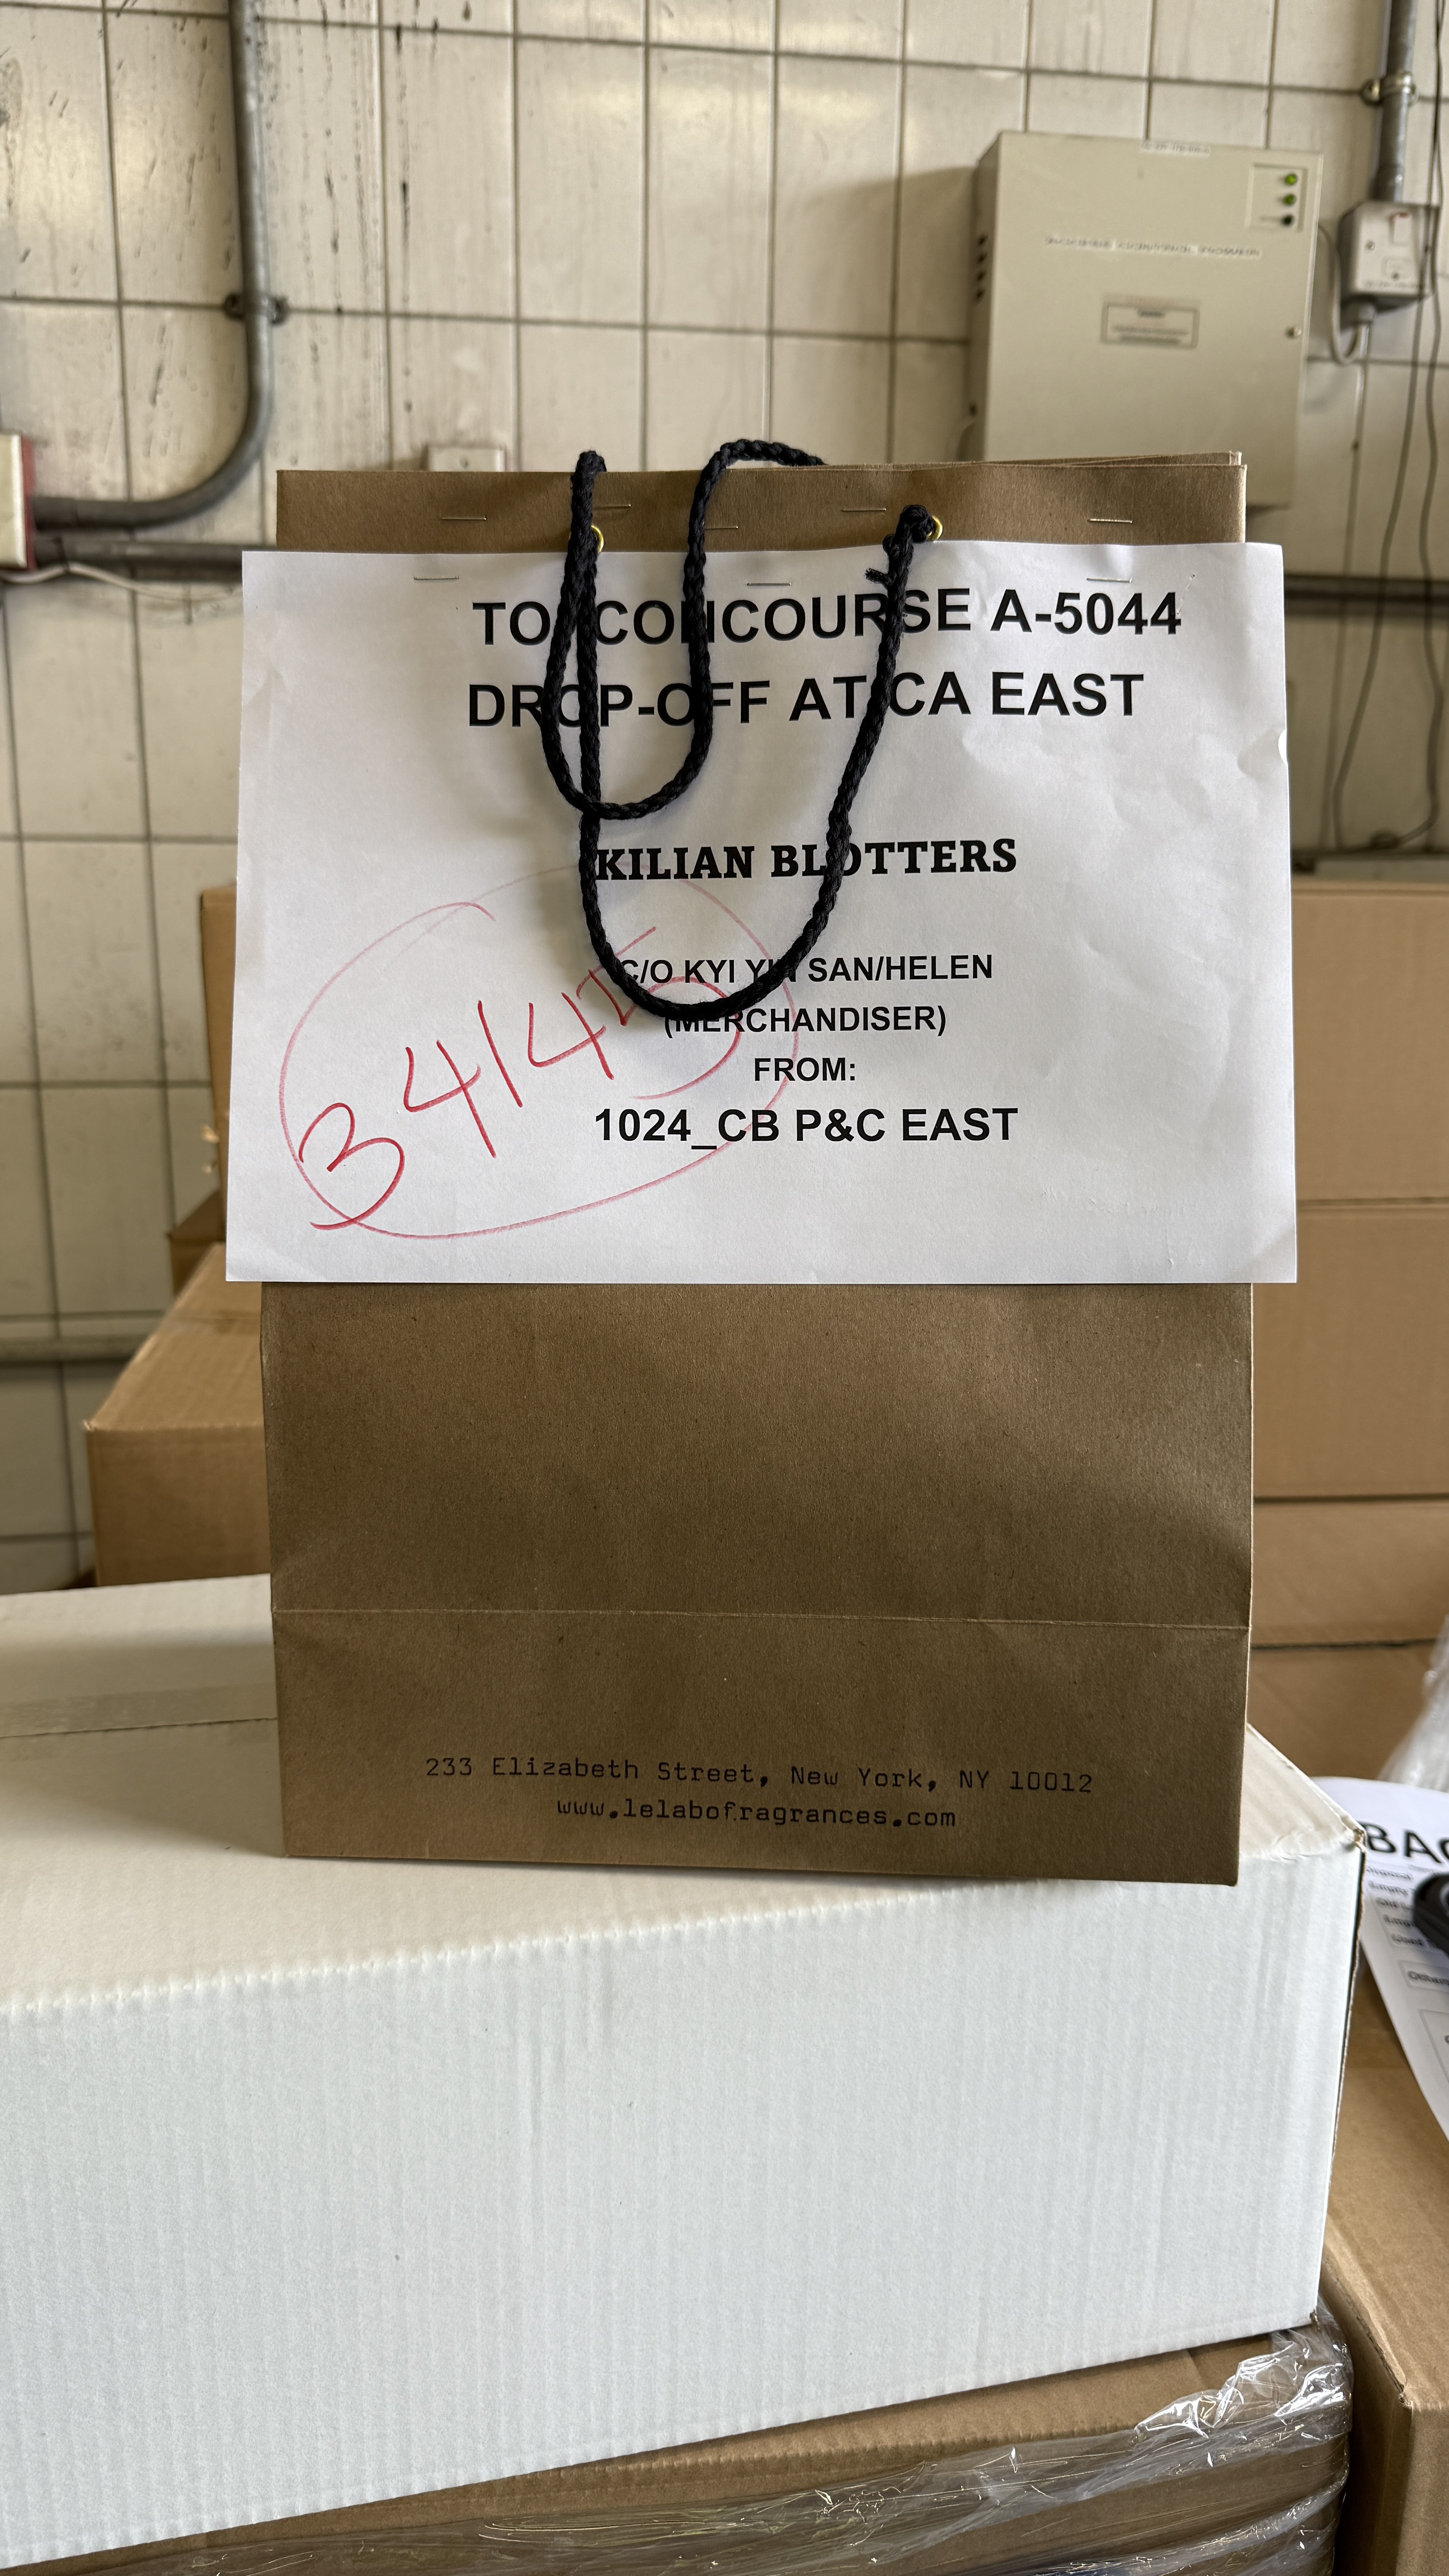 TO CONCOURSE A-5044
DROP-OFF AT CA EAST
KILIAN BLOTTERS
C/O KYI YIN SAN/HELEN
(MERCHANDISER)
FROM:
1024_CB P&C EAST
34145
233 Elizabeth Street, New York, NY 10012
www.lelabofragrances.com